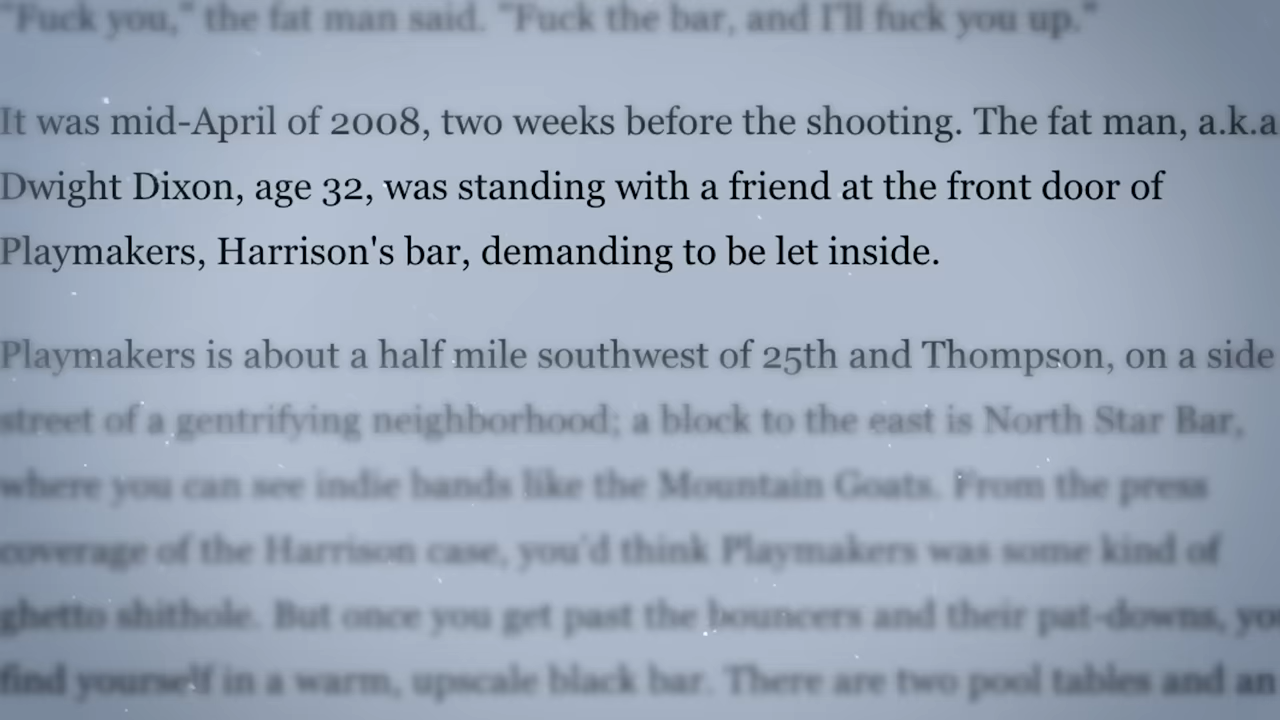 "Fuck you," the fat man said. "Fuck the bar, and I'll fuck you up."
It was mid-April of 2008, two weeks before the shooting. The fat man, a.k.a
Dwight Dixon, age 32, was standing with a friend at the front door of
Playmakers, Harrison's bar, demanding to be let inside.
Playmakers is about a half mile southwest of 25th and Thompson, on a side
street of a gentrifying neighborhood; a block to the east is North Star Bar,
where you can see indie bands like the Mountain Goats. From the press
coverage of the Harrison case, you'd think Playmakers was some kind of
ghetto shithole. But once you get past the bouncers and their pat-downs, yo
find yourself in a warm, upscale black bar. There are two pool tables and an